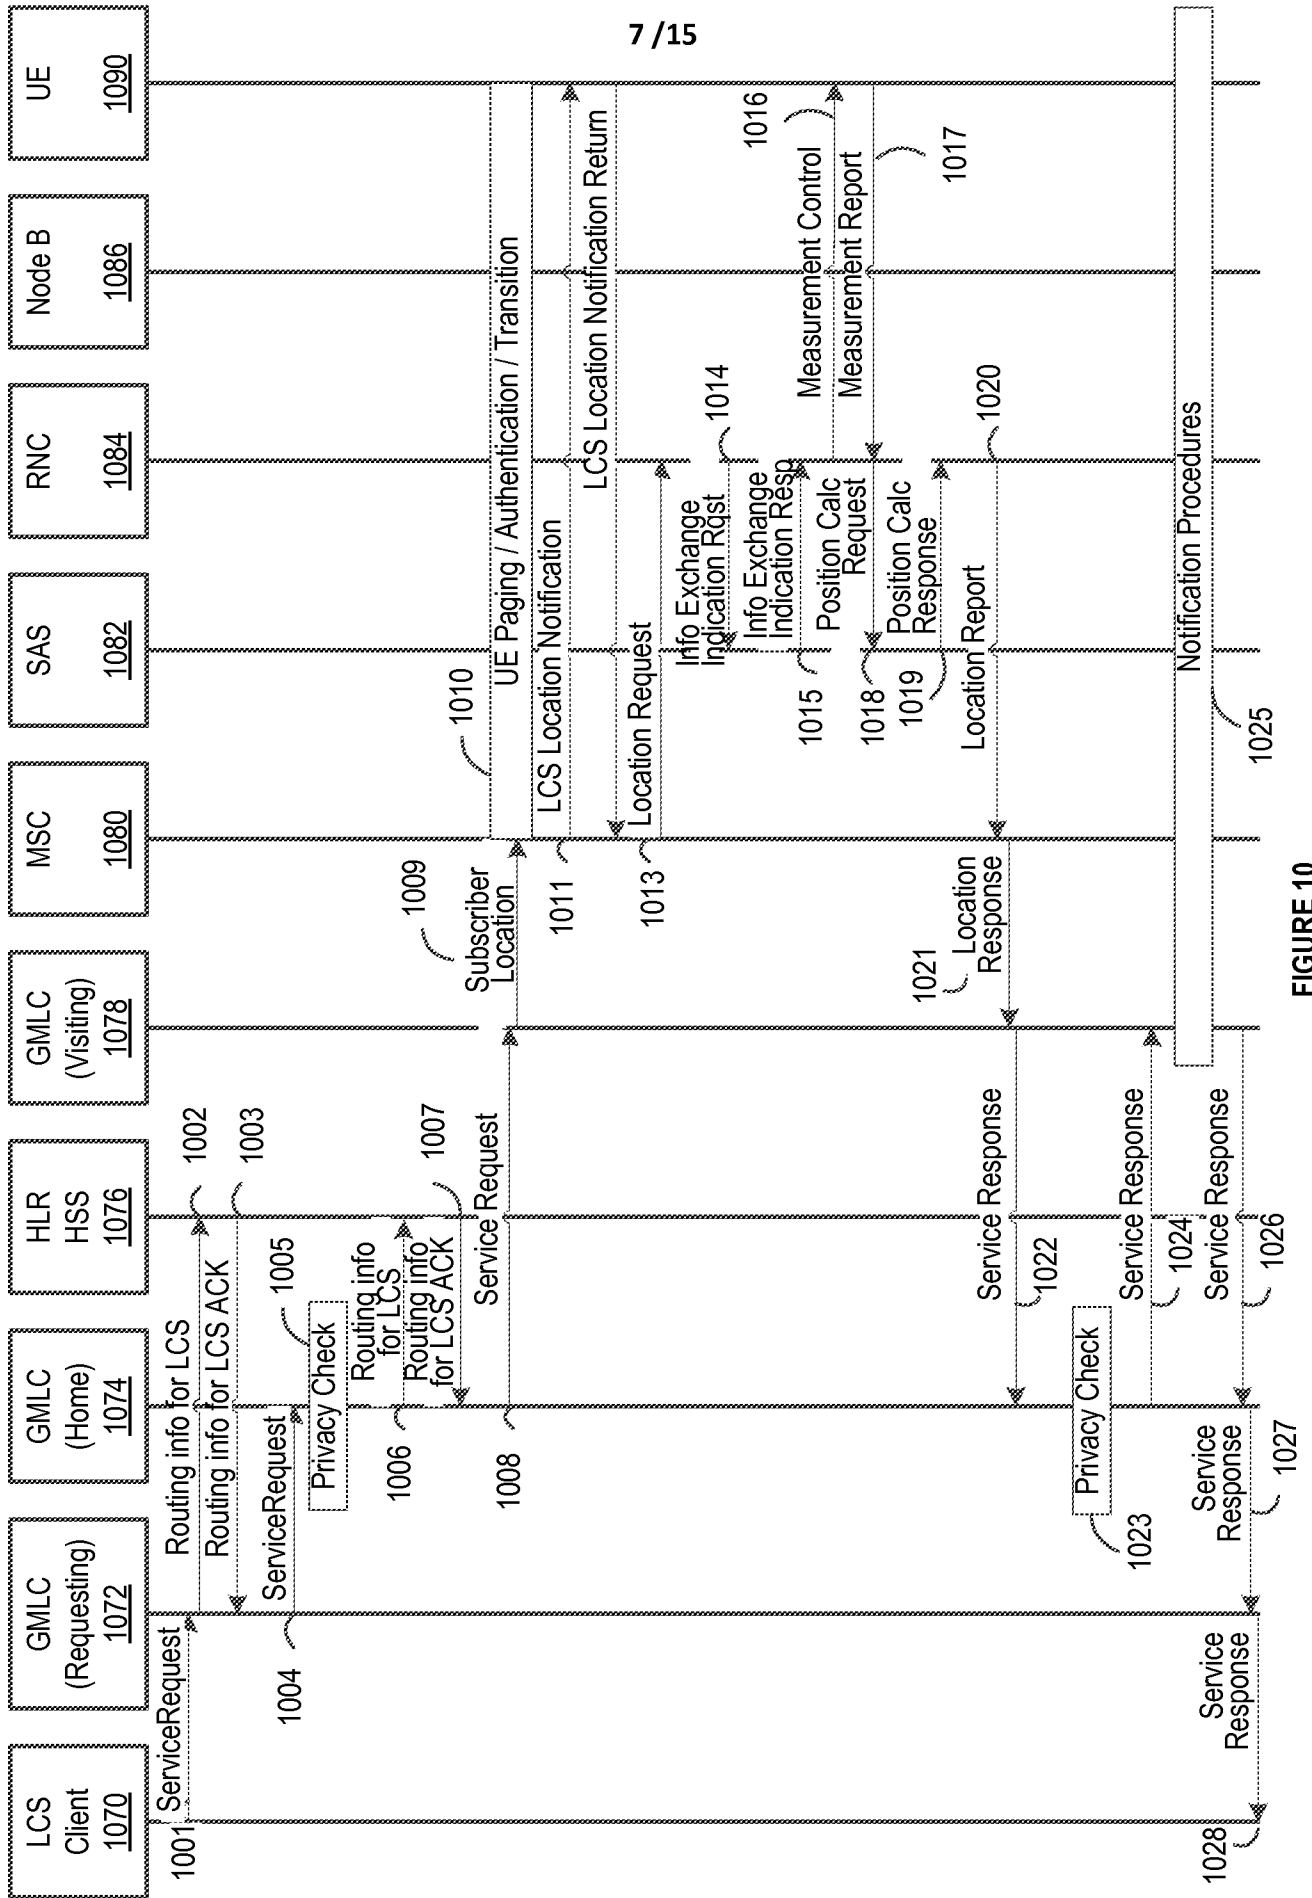 7 /15
LCS
Client
1070
GMLC
(Requesting)
1072
GMLC
(Home)
1074
HLR
HSS
1076
GMLC
(Visiting)
1078
MSC
1080
SAS
1082
RNC
1084
Node B
1086
UE
1090
1001
ServiceRequest
Routing info for LCS
1002
Routing info for LCS ACK
1003
ServiceRequest
1004
Privacy Check
1005
Routing info
for LCS
1006
Routing info
for LCS ACK
1007
Service Request
1008
Subscriber
Location
1009
UE Paging / Authentication / Transition
1010
LCS Location Notification
1011
LCS Location Notification Return
Location Request
1013
Info Exchange
Indication Rqst
1014
Info Exchange
Indication Resp
1015
Measurement Control
1016
Measurement Report
1017
Position Calc
Request
1018
Position Calc
Response
1019
Location Report
1020
Location
Response
1021
Service Response
1022
Privacy Check
1023
Service Response
1024
Notification Procedures
1025
Service Response
1026
Service
Response
1027
Service
Response
1028
FIGURE 10